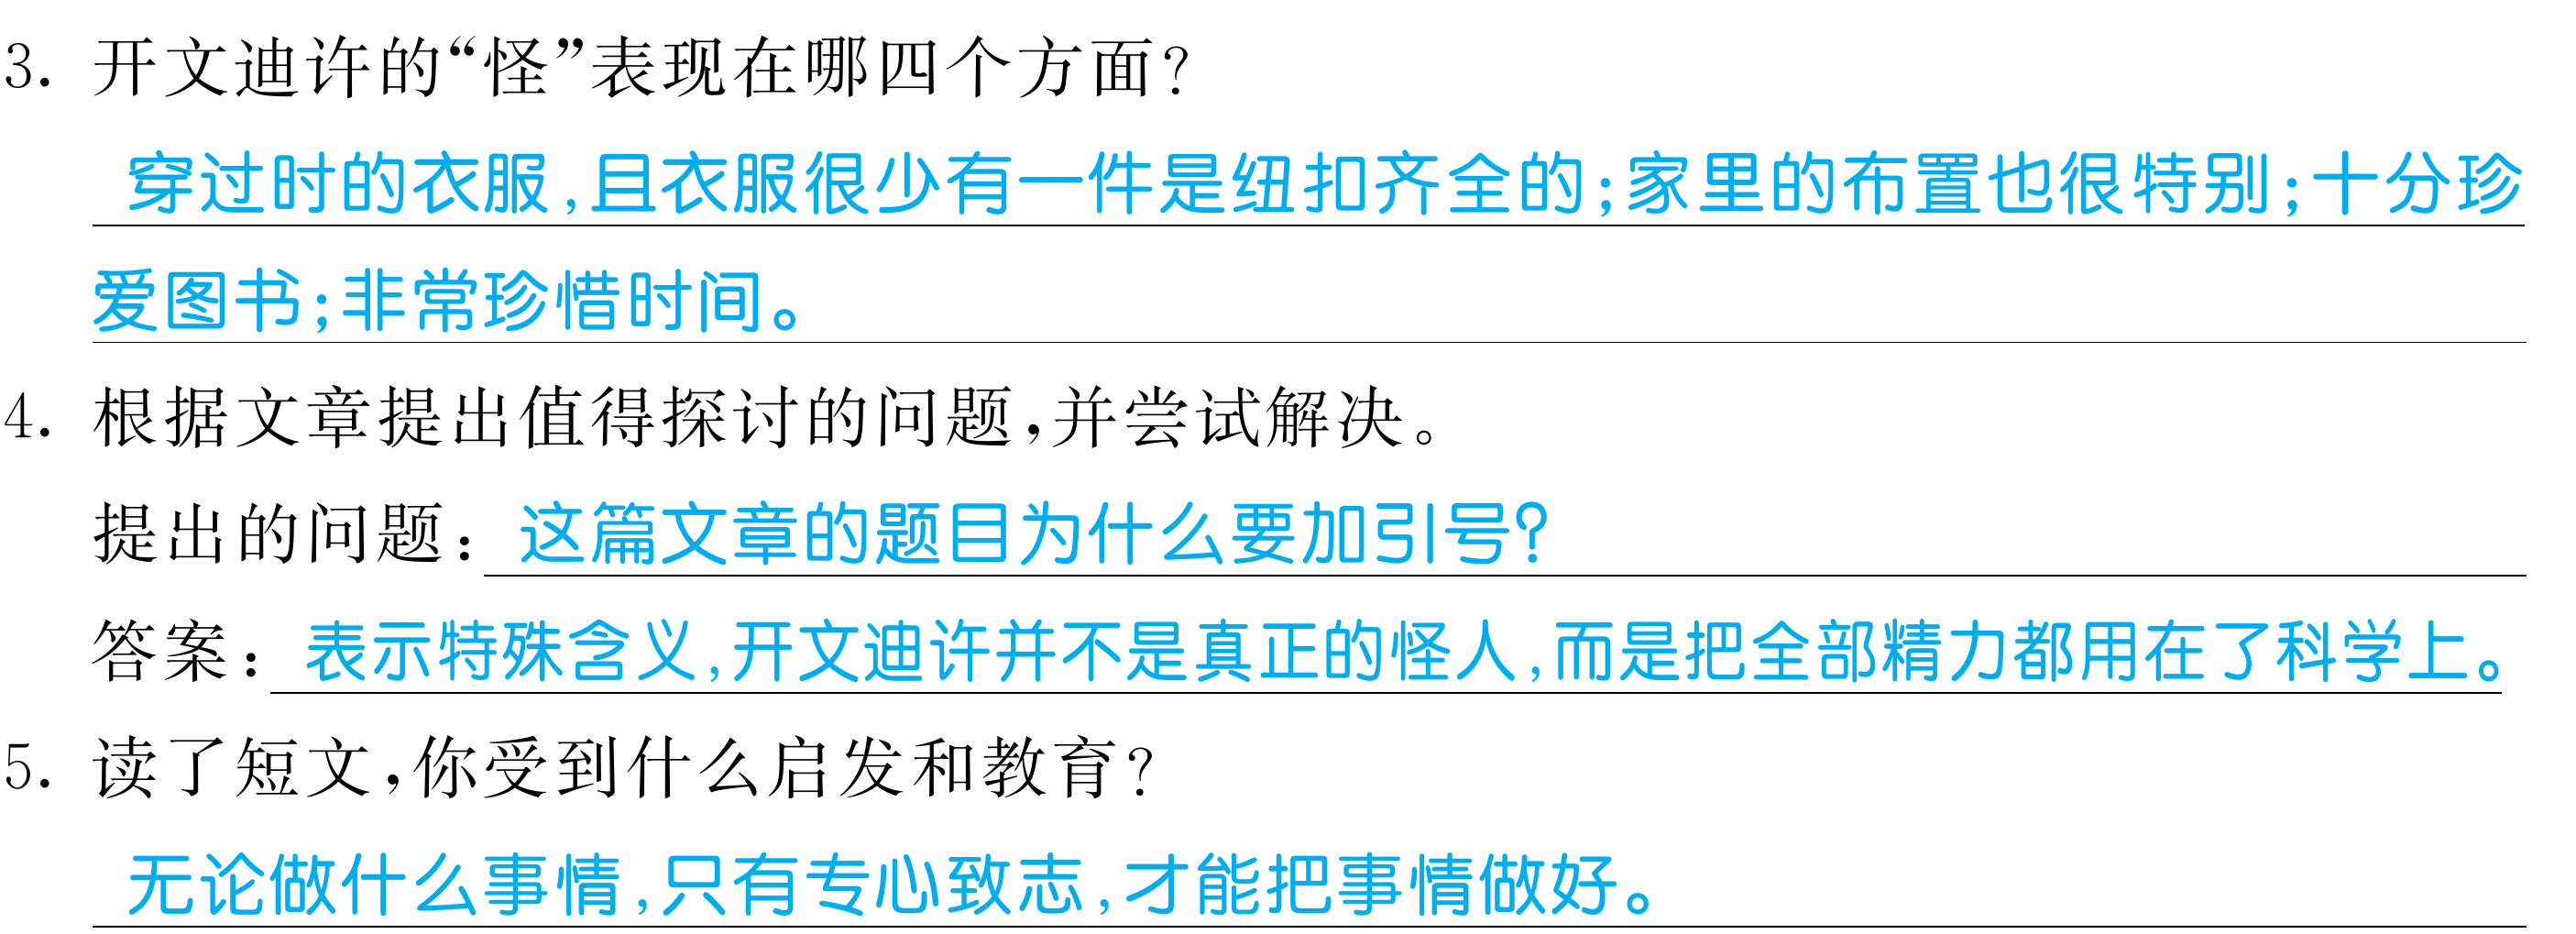 3. 开文迪许的“怪”表现在哪四个方面?
穿过时的衣服,且衣服很少有一件是纽扣齐全的;家里的布置也很特别;十分珍
爱图书;非常珍惜时间。
4. 根据文章提出值得探讨的问题,并尝试解决。
提出的问题:这篇文章的题目为什么要加引号?
答案:表示特殊含义,开文迪许并不是真正的怪人,而是把全部精力都用在了科学上。
5. 读了短文,你受到什么启发和教育?
无论做什么事情,只有专心致志,才能把事情做好。